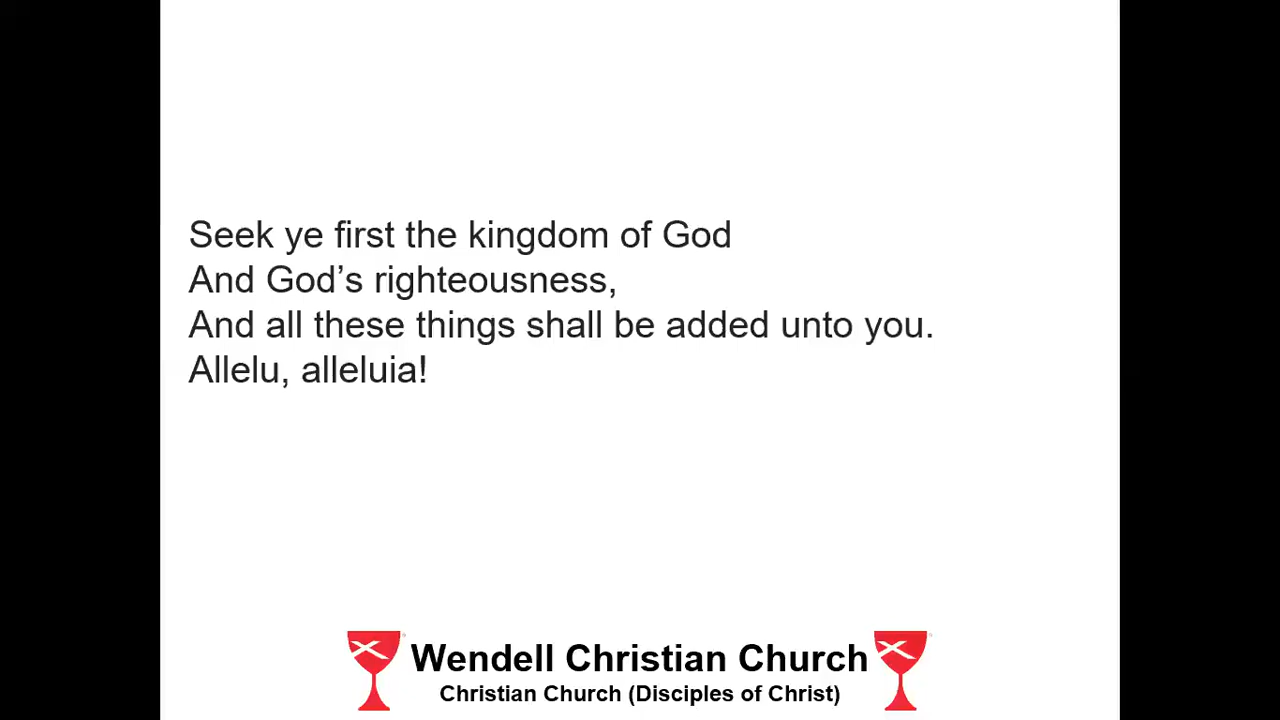 Seek ye first the kingdom of God
And God’s righteousness,
And all these things shall be added unto you.
Allelu, alleluia!
Wendell Christian Church
Christian Church (Disciples of Christ)